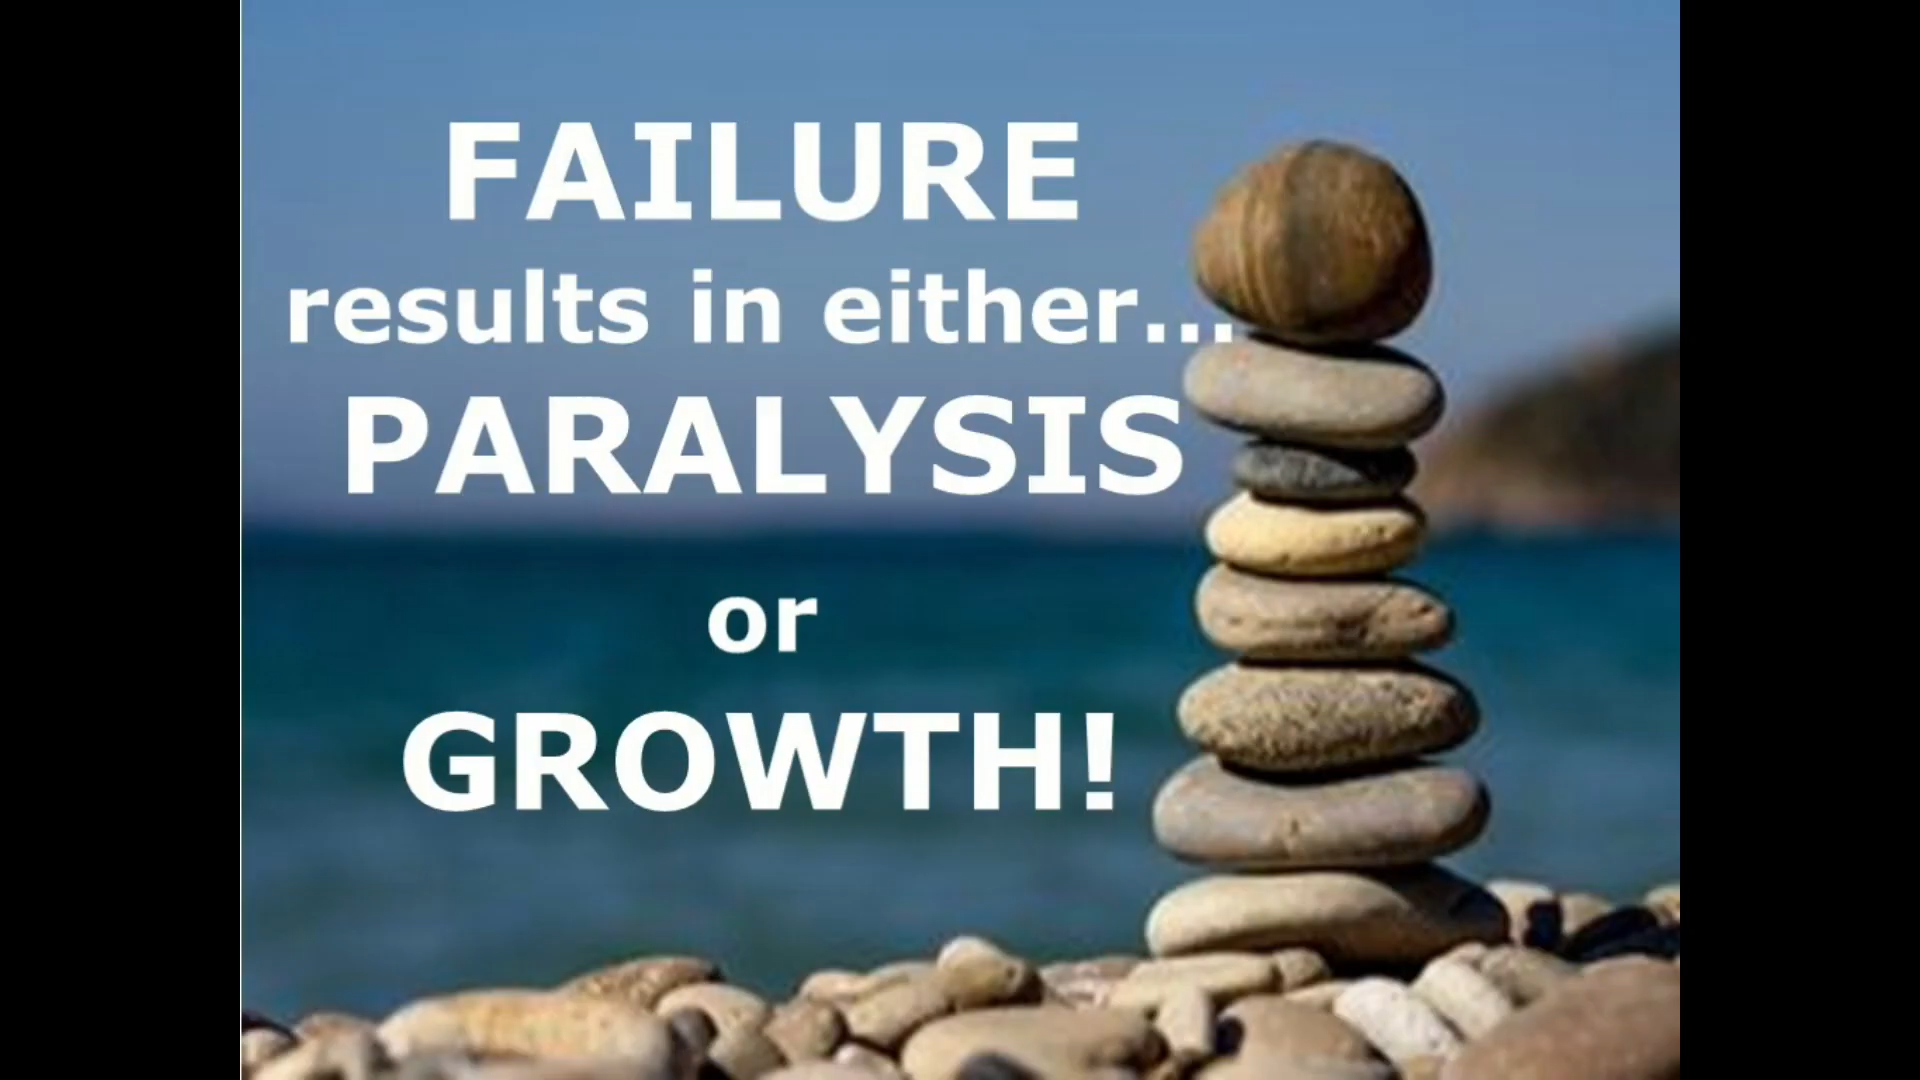 FAILURE
results in either...
PARALYSIS
or
GROWTH!